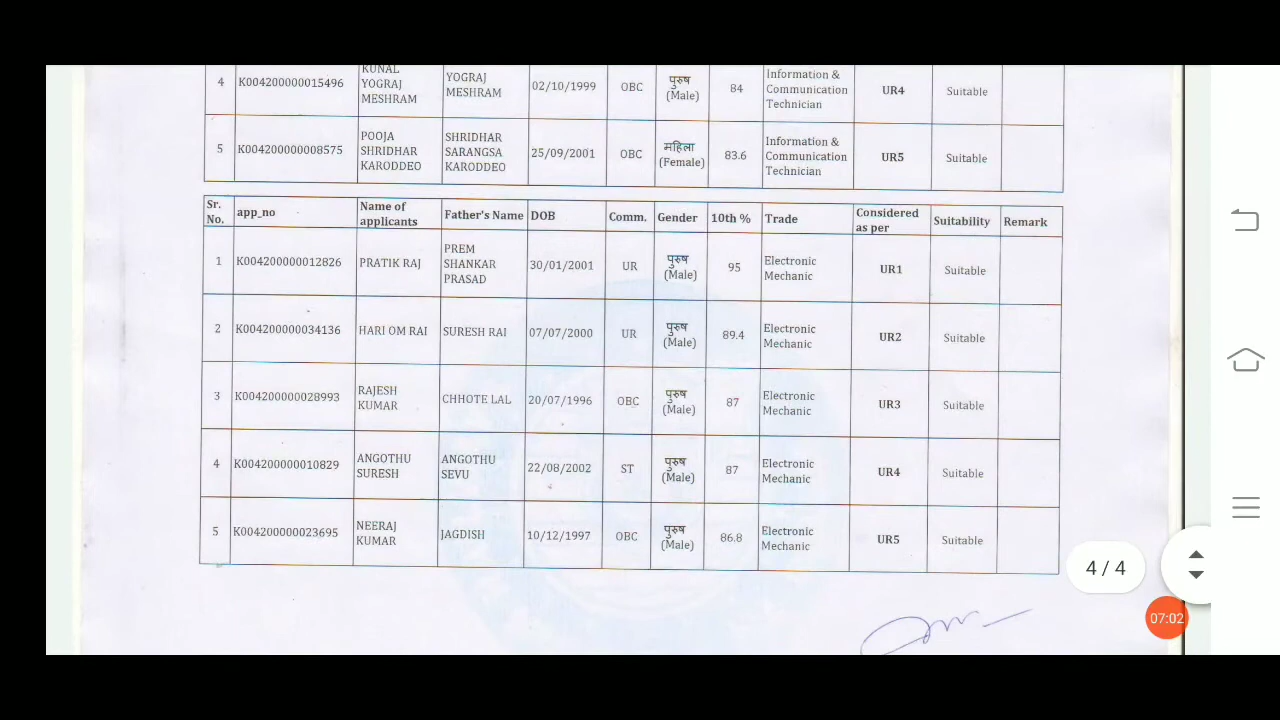 4 K004200000015496 KUNAL YOGRAJ MESHRAM YOGRAJ MESHRAM 02/10/1999 OBC पुरुष (Male) 84 Information & Communication Technician UR4 Suitable
5 K004200000008575 POOJA SHRIDHAR KARODDEO SHRIDHAR SARANGSA KARODDEO 25/09/2001 OBC महिला (Female) 83.6 Information & Communication Technician UR5 Suitable
Sr. No. app_no Name of applicants Father's Name DOB Comm. Gender 10th % Trade Considered as per Suitability Remark
1 K004200000012826 PRATIK RAJ PREM SHANKAR PRASAD 30/01/2001 UR पुरुष (Male) 95 Electronic Mechanic UR1 Suitable
2 K004200000034136 HARI OM RAI SURESH RAI 07/07/2000 UR पुरुष (Male) 89.4 Electronic Mechanic UR2 Suitable
3 K004200000028993 RAJESH KUMAR CHHOTE LAL 20/07/1996 OBC पुरुष (Male) 87 Electronic Mechanic UR3 Suitable
4 K004200000010829 ANGOTHU SURESH ANGOTHU SEVU 22/08/2002 ST पुरुष (Male) 87 Electronic Mechanic UR4 Suitable
5 K004200000023695 NEERAJ KUMAR JAGDISH 10/12/1997 OBC पुरुष (Male) 86.8 Electronic Mechanic UR5 Suitable
4 / 4
07:02